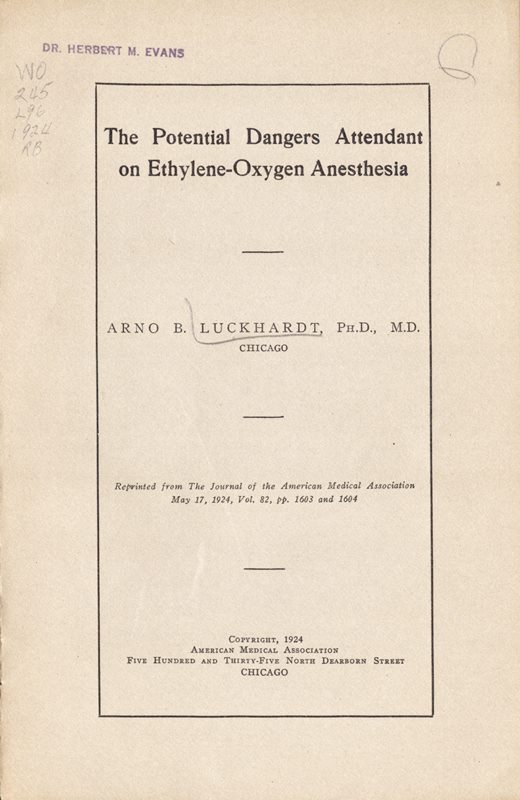 DR. HERBERT M. EVANS
WO
245
L96
1924
RB
The Potential Dangers Attendant
on Ethylene-Oxygen Anesthesia
ARNO B. LUCKHARDT, PH.D., M.D.
CHICAGO
Reprinted from The Journal of the American Medical Association
May 17, 1924, Vol. 82, pp. 1603 and 1604
COPYRIGHT, 1924
AMERICAN MEDICAL ASSOCIATION
FIVE HUNDRED AND THIRTY-FIVE NORTH DEARBORN STREET
CHICAGO